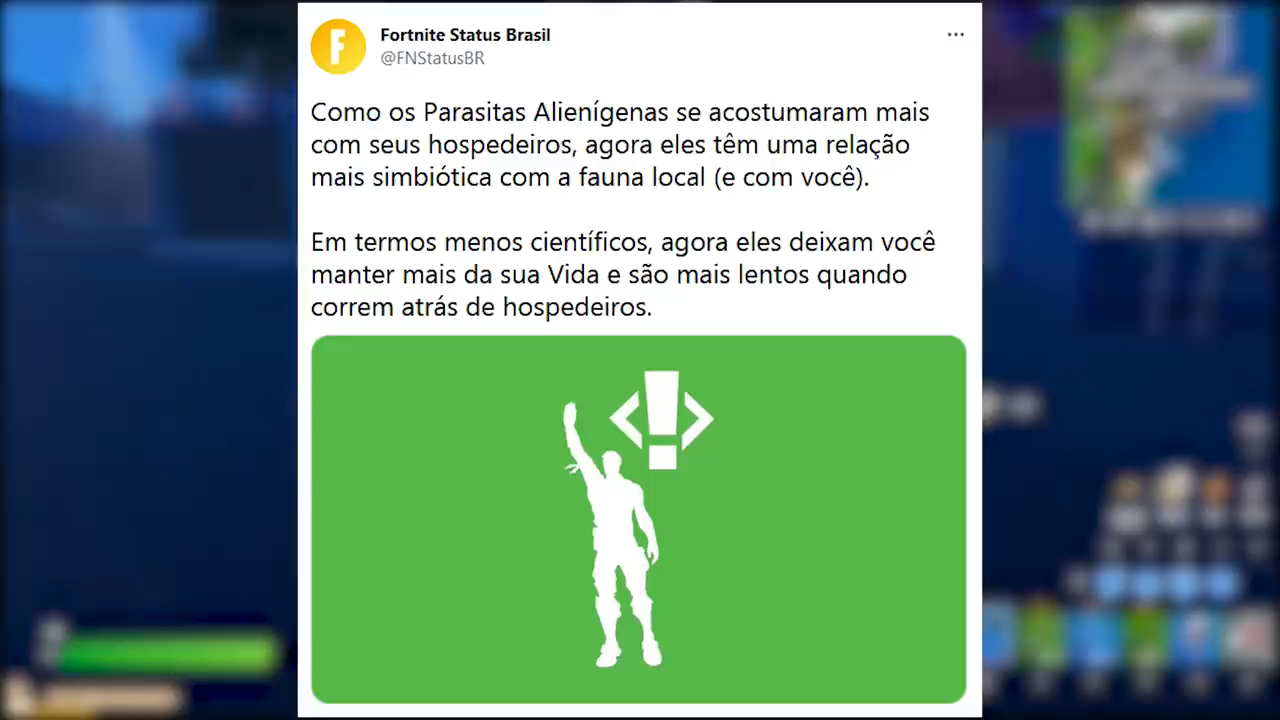 Fortnite Status Brasil
@FNStatusBR
Como os Parasitas Alienígenas se acostumaram mais
com seus hospedeiros, agora eles têm uma relação
mais simbiótica com a fauna local (e com você).
Em termos menos científicos, agora eles deixam você
manter mais da sua Vida e são mais lentos quando
correm atrás de hospedeiros.